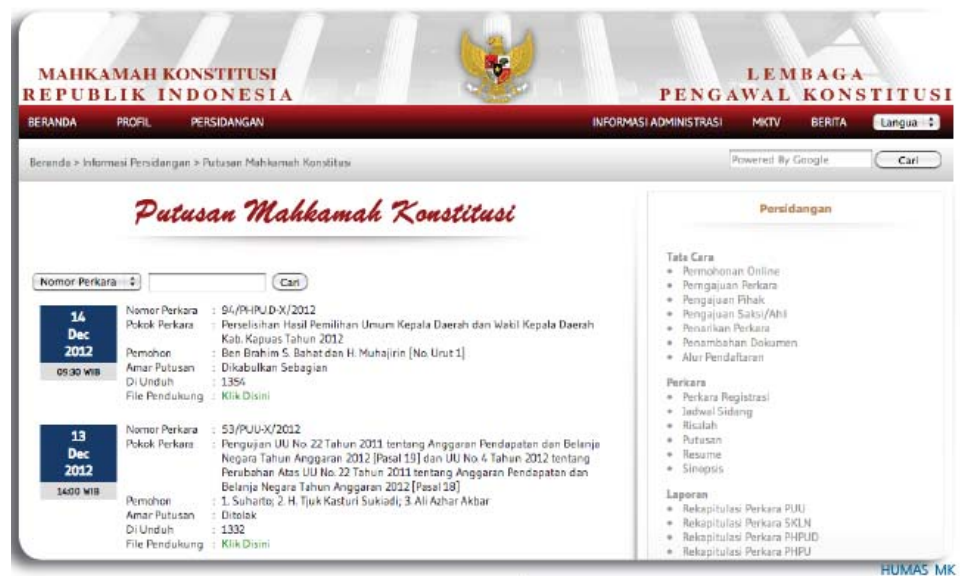 MAHKAMAH KONSTITUSI
REPUBLIK INDONESIA
LEMBAGA
PENGAWAL KONSTITUSI
BERANDA PROFIL PERSIDANGAN INFORMASI ADMINISTRASI MKTV BERITA Langua
Beranda > Informasi Persidangan > Putusan Mahkamah Konstitusi Powered By Google Cari
Putusan Mahkamah Konstitusi
Nomor Perkara Cari
14
Dec
2012
09:30 WIB
Nomor Perkara : 94/PHPU.D-X/2012
Pokok Perkara : Perselisihan Hasil Pemilihan Umum Kepala Daerah dan Wakil Kepala Daerah
Kab. Kapuas Tahun 2012
Pemohon : Ben Brahim S. Bahat dan H. Muhajirin [No. Urut 1]
Amar Putusan : Dikabulkan Sebagian
Di Unduh : 1354
File Pendukung : Klik Disini
13
Dec
2012
14:00 WIB
Nomor Perkara : 53/PUU-X/2012
Pokok Perkara : Pengujian UU No. 22 Tahun 2011 tentang Anggaran Pendapatan dan Belanja
Negara Tahun Anggaran 2012 [Pasal 19] dan UU No. 4 Tahun 2012 tentang
Perubahan Atas UU No. 22 Tahun 2011 tentang Anggaran Pendapatan dan
Belanja Negara Tahun Anggaran 2012 [Pasal 18]
Pemohon : 1. Suharto; 2. H. Tjuk Kasturi Sukiadi; 3. Ali Azhar Akbar
Amar Putusan : Ditolak
Di Unduh : 1332
File Pendukung : Klik Disini
Persidangan
Tata Cara
• Permohonan Online
• Perngajuan Perkara
• Pengajuan Pihak
• Pengajuan Saksi/Ahli
• Penarikan Perkara
• Penambahan Dokumen
• Alur Pendaftaran
Perkara
• Perkara Registrasi
• Jadwal Sidang
• Risalah
• Putusan
• Resume
• Sinopsis
Laporan
• Rekapitulasi Perkara PUU
• Rekapitulasi Perkara SKLN
• Rekapitulasi Perkara PHPUD
• Rekapitulasi Perkara PHPU
HUMAS MK